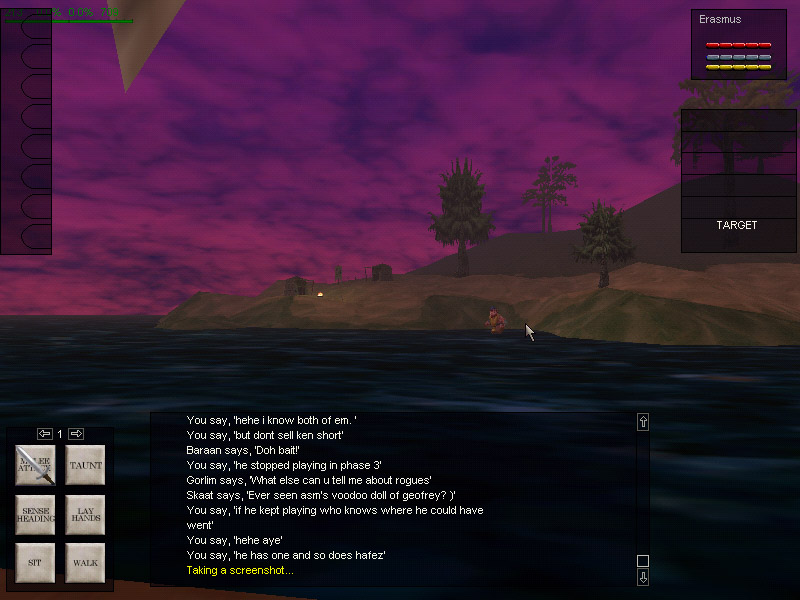 0.0%
Erasmus
TARGET
You say, 'hehe i know both of em. '
You say, 'but dont sell ken short'
Baraan says, 'Doh bait!'
You say, 'he stopped playing in phase 3'
Gorlim says, 'What else can u tell me about rogues'
Skaat says, 'Ever seen asm's voodoo doll of geofrey? )'
You say, 'if he kept playing who knows where he could have
went'
You say, 'hehe aye'
You say, 'he has one and so does hafez'
Taking a screenshot...
1
MELEE
ATTACK
TAUNT
SENSE
HEADING
LAY
HANDS
SIT
WALK